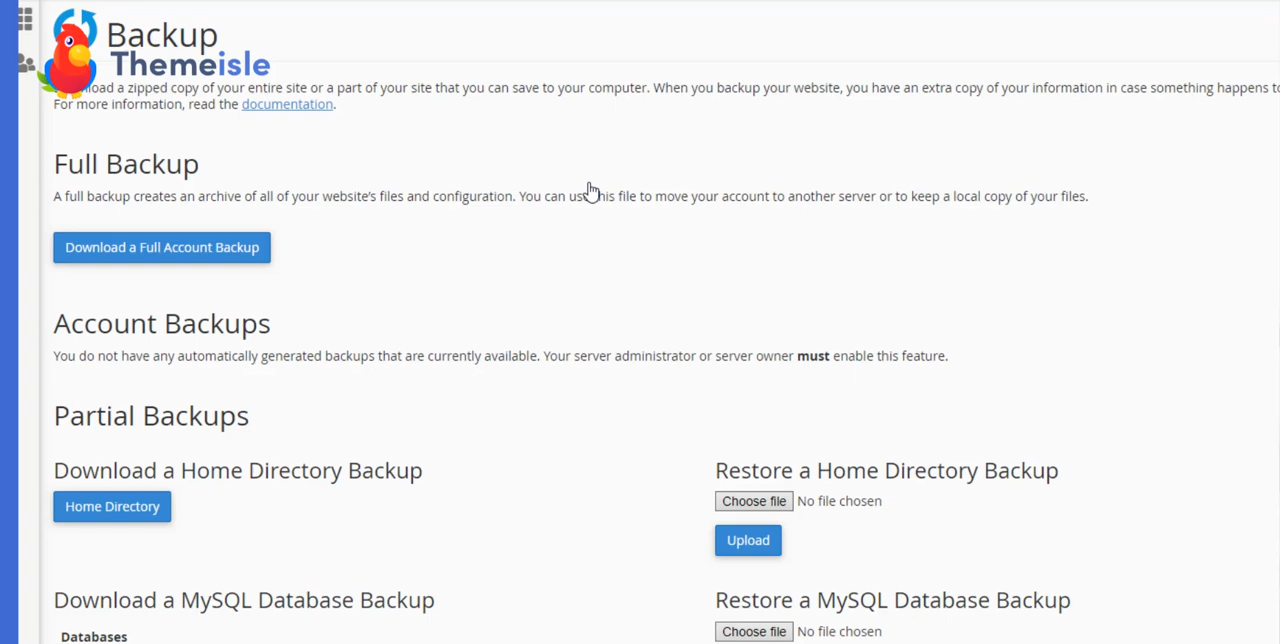 Backup
Themeisle
load a zipped copy of your entire site or a part of your site that you can save to your computer. When you backup your website, you have an extra copy of your information in case something happens to
For more information, read the documentation.
Full Backup
A full backup creates an archive of all of your website's files and configuration. You can use this file to move your account to another server or to keep a local copy of your files.
Download a Full Account Backup
Account Backups
You do not have any automatically generated backups that are currently available. Your server administrator or server owner must enable this feature.
Partial Backups
Download a Home Directory Backup
Home Directory
Restore a Home Directory Backup
Choose file No file chosen
Upload
Download a MySQL Database Backup
Databases
Restore a MySQL Database Backup
Choose file No file chosen